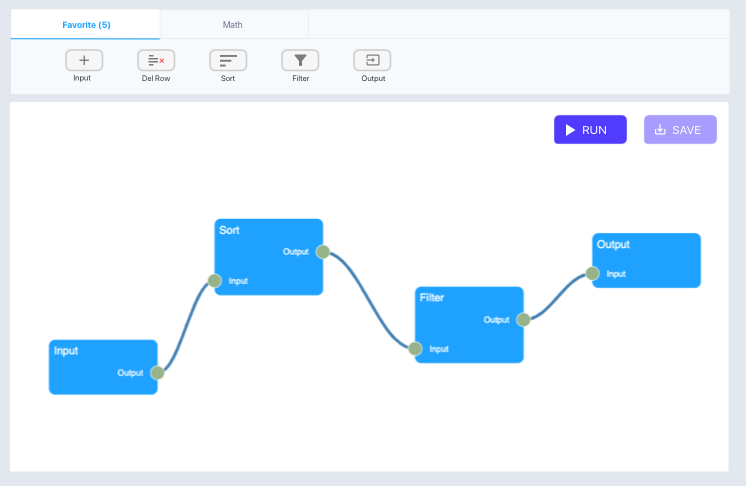 Favorite (5) Math
Input Del Row Sort Filter Output
RUN SAVE
Sort
Output
Input
Output
Input
Filter
Output
Input
Input
Output